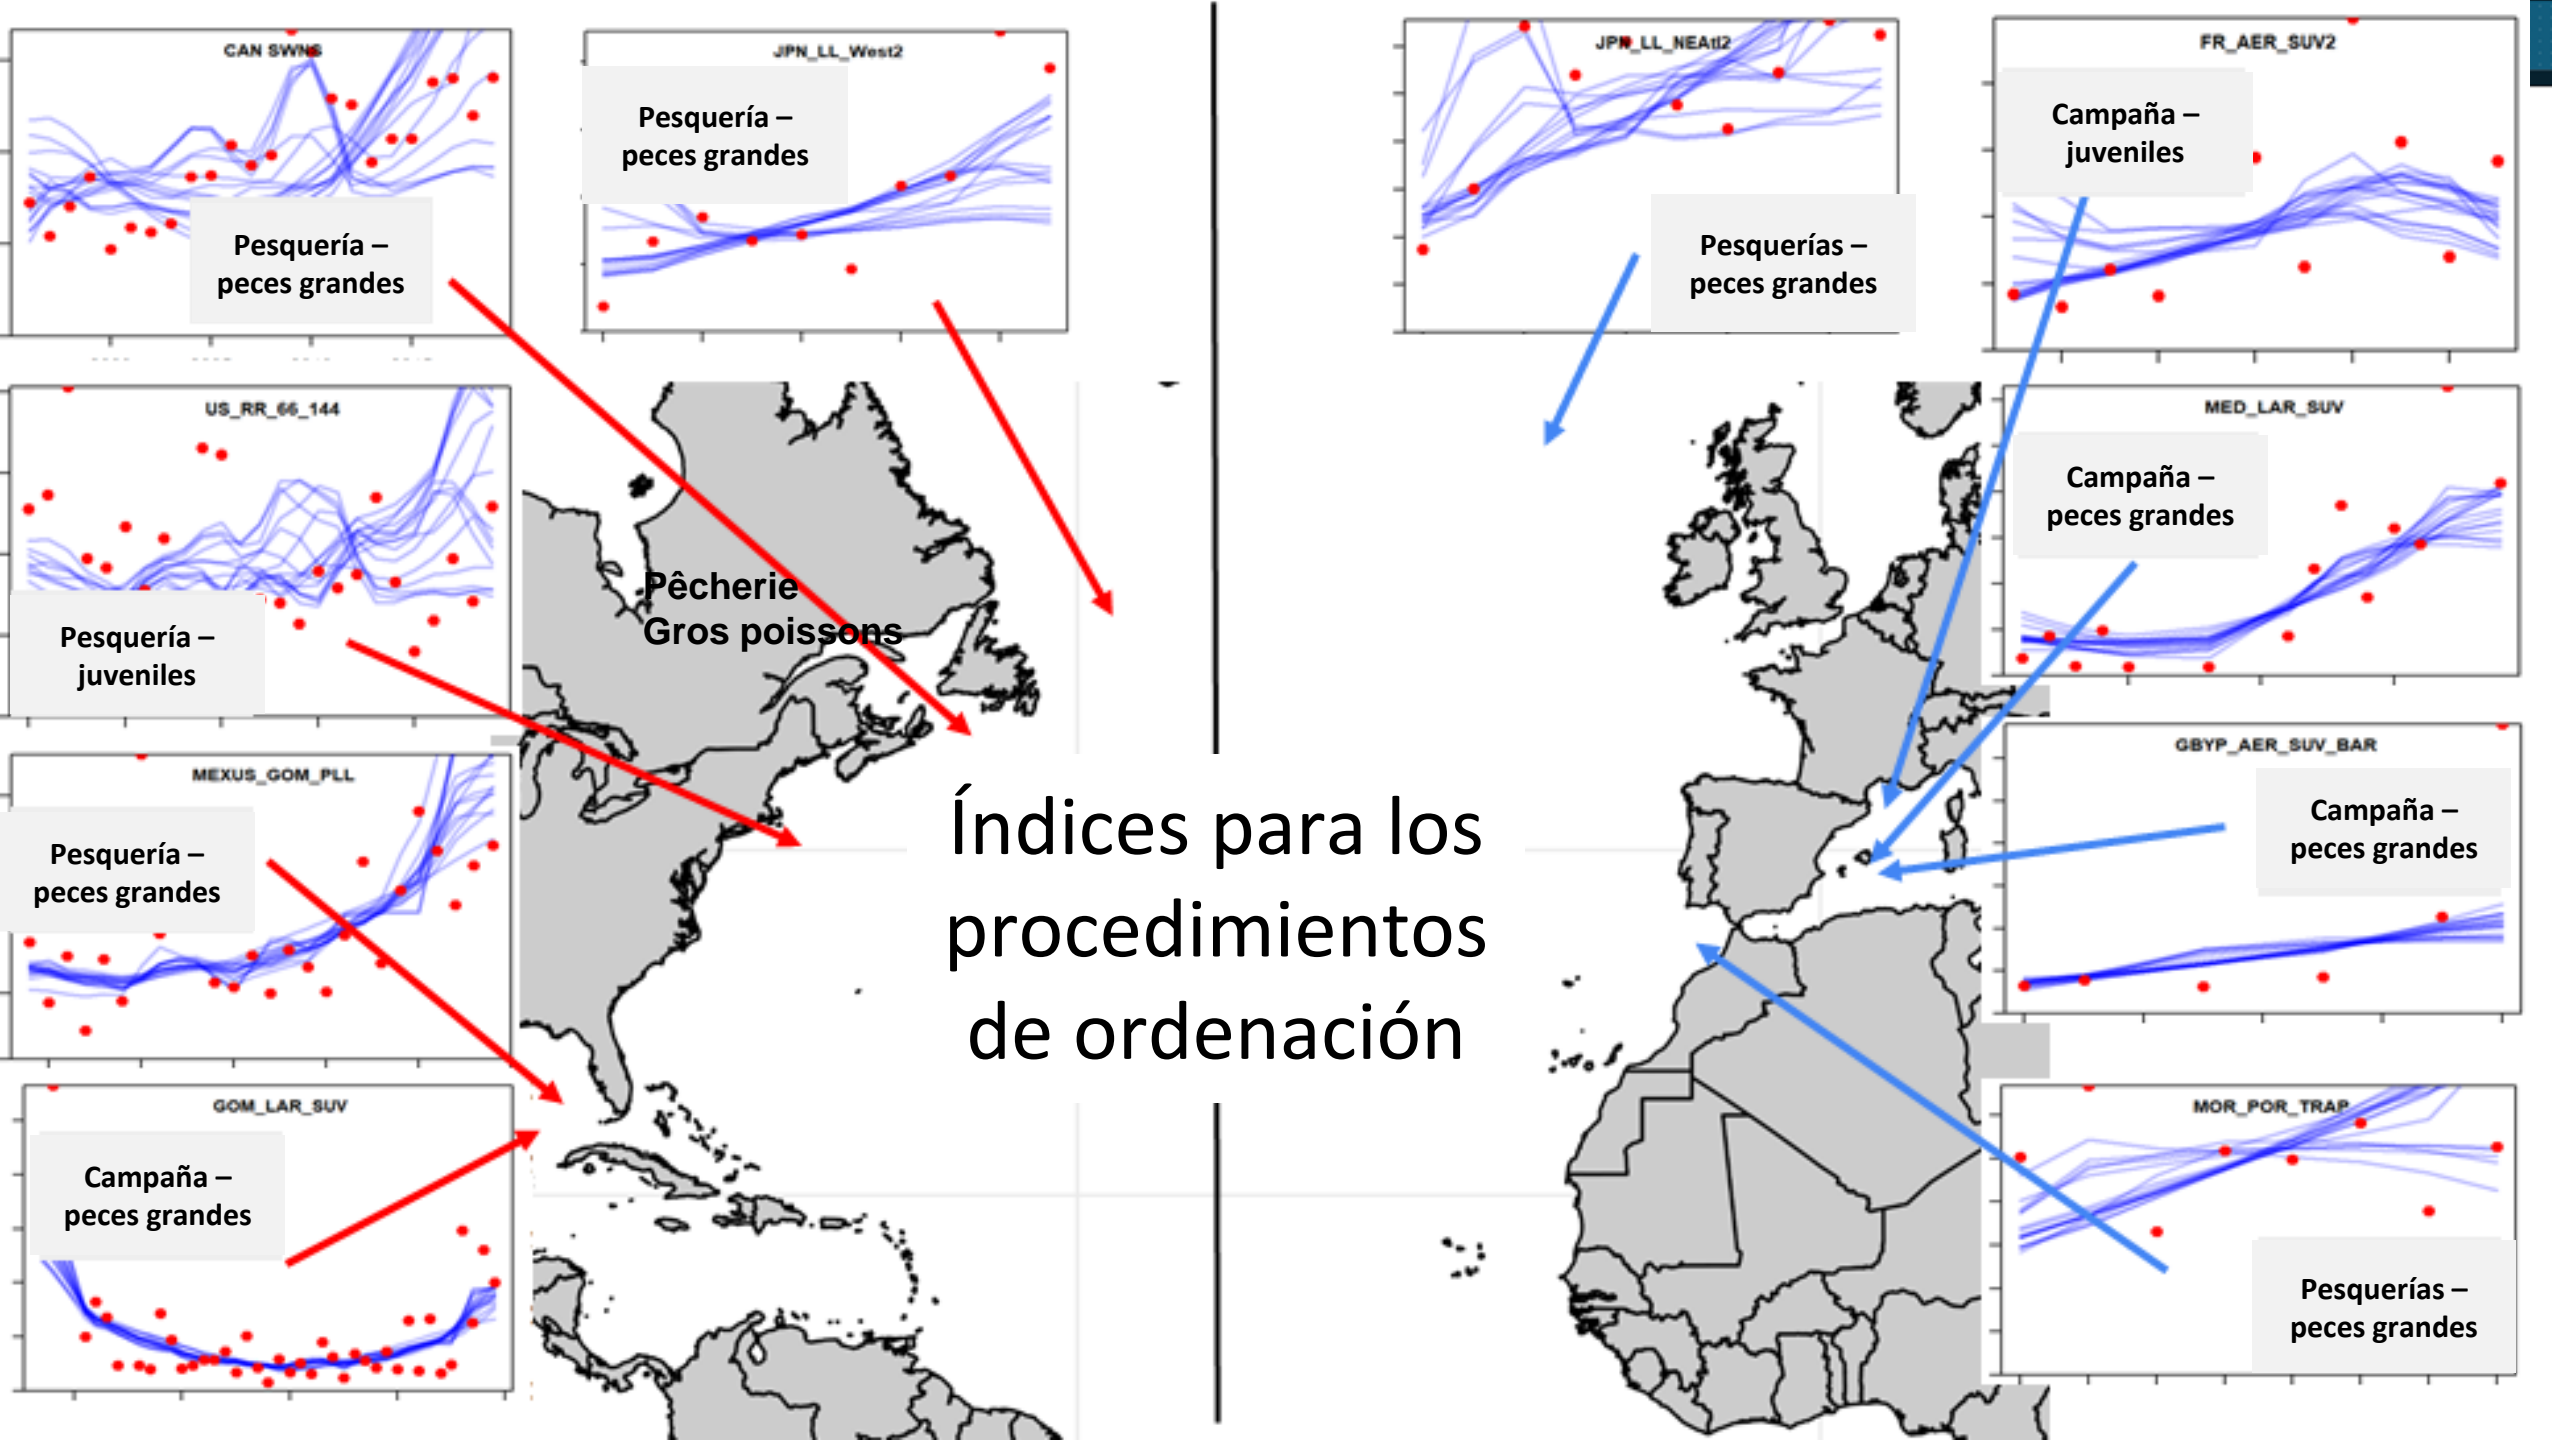 CAN SWNS
Pesquería –
peces grandes
JPN_LL_West2
Pesquería –
peces grandes
JPN_LL_NEAtl2
Pesquerías –
peces grandes
FR_AER_SUV2
Campaña –
juveniles
US_RR_66_144
Pesquería –
juveniles
Pêcherie
Gros poissons
MED_LAR_SUV
Campaña –
peces grandes
MEXUS_GOM_PLL
Pesquería –
peces grandes
Índices para los
procedimientos
de ordenación
GBYP_AER_SUV_BAR
Campaña –
peces grandes
GOM_LAR_SUV
Campaña –
peces grandes
MOR_POR_TRAP
Pesquerías –
peces grandes